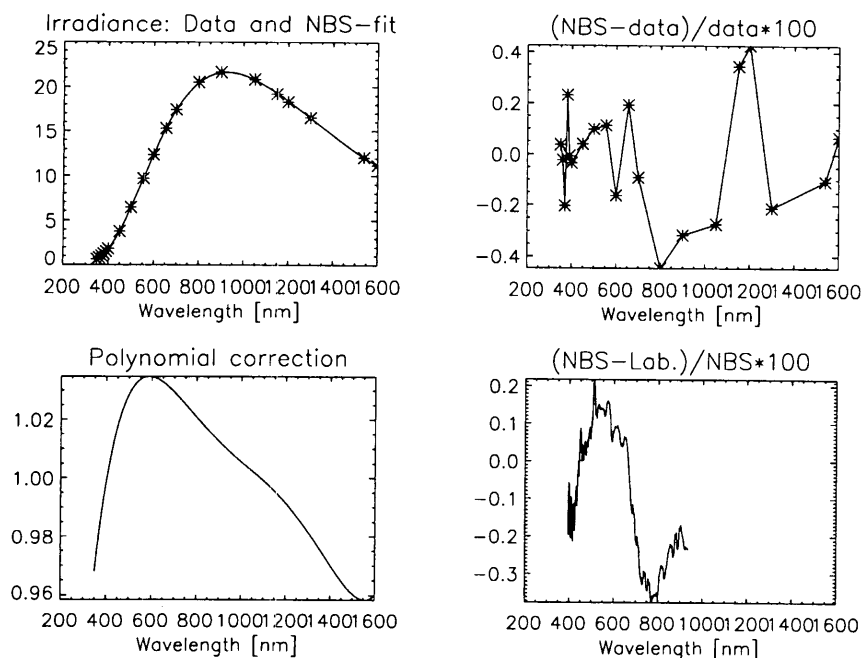 Irradiance: Data and NBS-fit
25
20
15
10
5
0
200 400 600 800 1000 1200 1400 1600
Wavelength [nm]
(NBS-data)/data*100
0.4
0.2
0.0
-0.2
-0.4
200 400 600 800 1000 1200 1400 1600
Wavelength [nm]
Polynomial correction
1.02
1.00
0.98
0.96
200 400 600 800 1000 1200 1400 1600
Wavelength [nm]
(NBS-Lab.)/NBS*100
0.2
0.1
0.0
-0.1
-0.2
-0.3
200 400 600 800 1000 1200 1400 1600
Wavelength [nm]